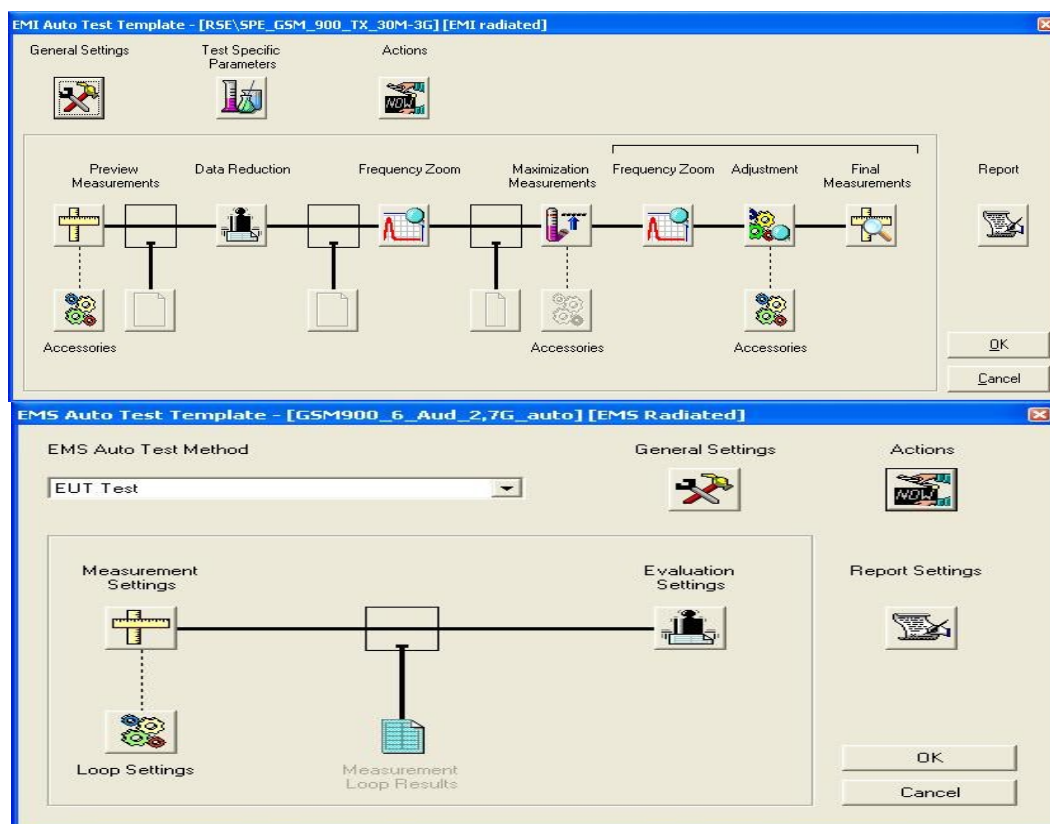 EMI Auto Test Template - [RSE\SPE_GSM_900_TX_30M-3G] [EMI radiated]
General Settings
Test Specific
Parameters
Actions
NOW
Preview
Measurements
Data Reduction
Frequency Zoom
Maximization
Measurements
Frequency Zoom
Adjustment
Final
Measurements
Report
Accessories
Accessories
Accessories
OK
Cancel
EMS Auto Test Template - [GSM900_6_Aud_2,7G_auto] [EMS Radiated]
EMS Auto Test Method
General Settings
Actions
EUT Test
NOW
Measurement
Settings
Evaluation
Settings
Report Settings
Loop Settings
Measurement
Loop Results
OK
Cancel